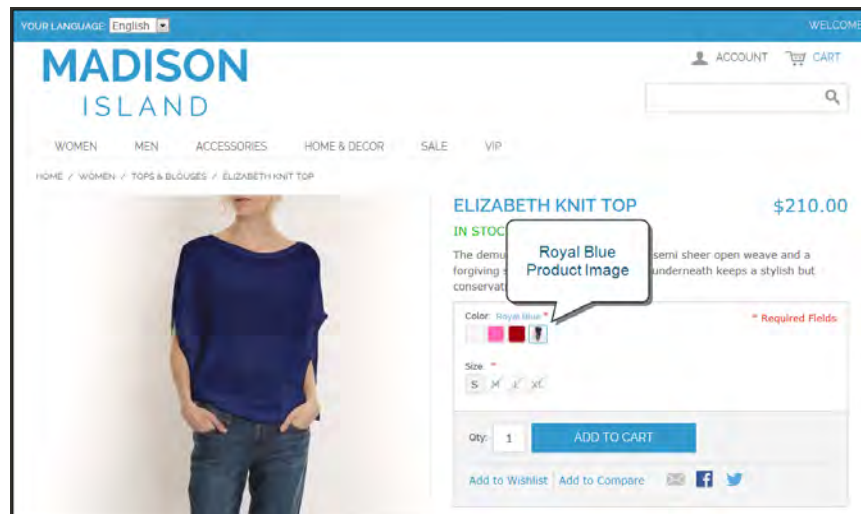 YOUR LANGUAGE: English
WELCOME
MADISON
ISLAND
ACCOUNT CART
WOMEN MEN ACCESSORIES HOME & DECOR SALE VIP
HOME / WOMEN / TOPS & BLOUSES / ELIZABETH KNIT TOP
ELIZABETH KNIT TOP $210.00
IN STOC
Royal Blue
Product Image
The demu semi sheer open weave and a
forgiving s underneath keeps a stylish but
conservat
Color: Royal Blue *
* Required Fields
Size *
S M L XL
Qty: 1 ADD TO CART
Add to Wishlist Add to Compare